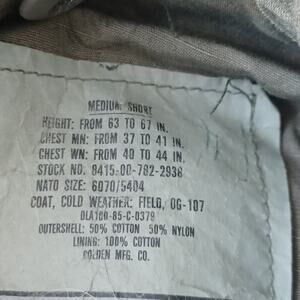 MEDIUM SHORT
HEIGHT: FROM 63 TO 67 IN.
CHEST MN: FROM 37 TO 41 IN.
CHEST WN: FROM 40 TO 44 IN.
STOCK NO. 8415-00-782-2938
NATO SIZE: 6070/9404
COAT, COLD WEATHER: FIELD, OG-107
DLA100-85-C-0379
OUTERSHELL: 50% COTTON 50% NYLON
LINING: 100% COTTON
GOLDEN MFG. CO.